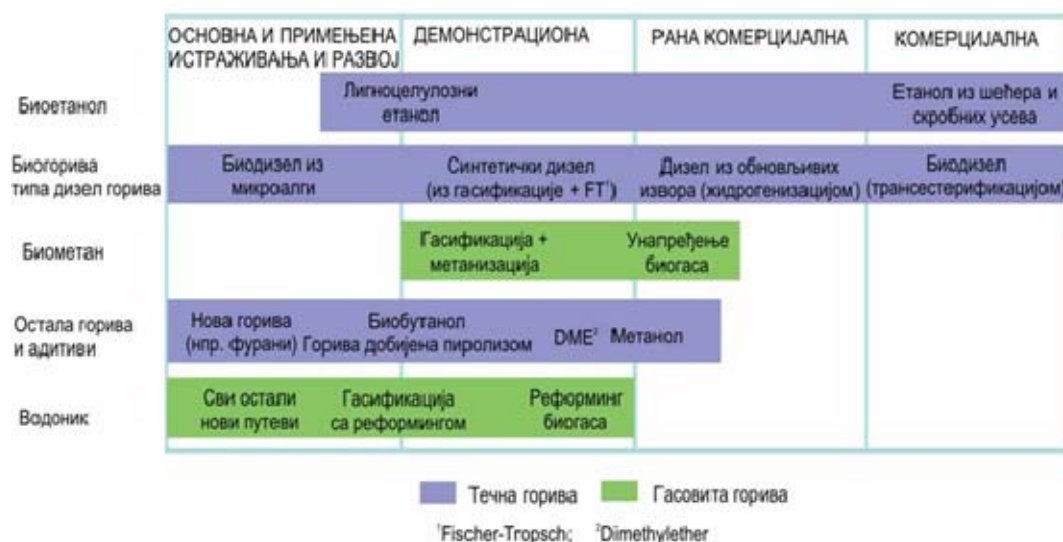 ОСНОВНА И ПРИМЕЊЕНА
ИСТРАЖИВАЊА И РАЗВОЈ
ДЕМОНСТРАЦИОНА
РАНА КОМЕРЦИЈАЛНА
КОМЕРЦИЈАЛНА
Биоетанол
Лигноцелулозни
етанол
Етанол из шећера и
скробних усева
Биогорива
типа дизел горива
Биодизел из
микроалги
Синтетички дизел
(из гасификације + FT¹)
Дизел из обновљивих
извора (хидрогенизацијом)
Биодизел
(трансестерификацијом)
Биометан
Гасификација +
метанизација
Унапређење
биогаса
Остала горива
и адитиви
Нова горива
(нпр. фурани)
Биобутанол
Горива добијена пиролизом
DME²
Метанол
Водоник
Сви остали
нови путеви
Гасификација
са реформингом
Реформинг
биогаса
Течна горива
Гасовита горива
¹Fischer-Tropsch; ²Diimethylether